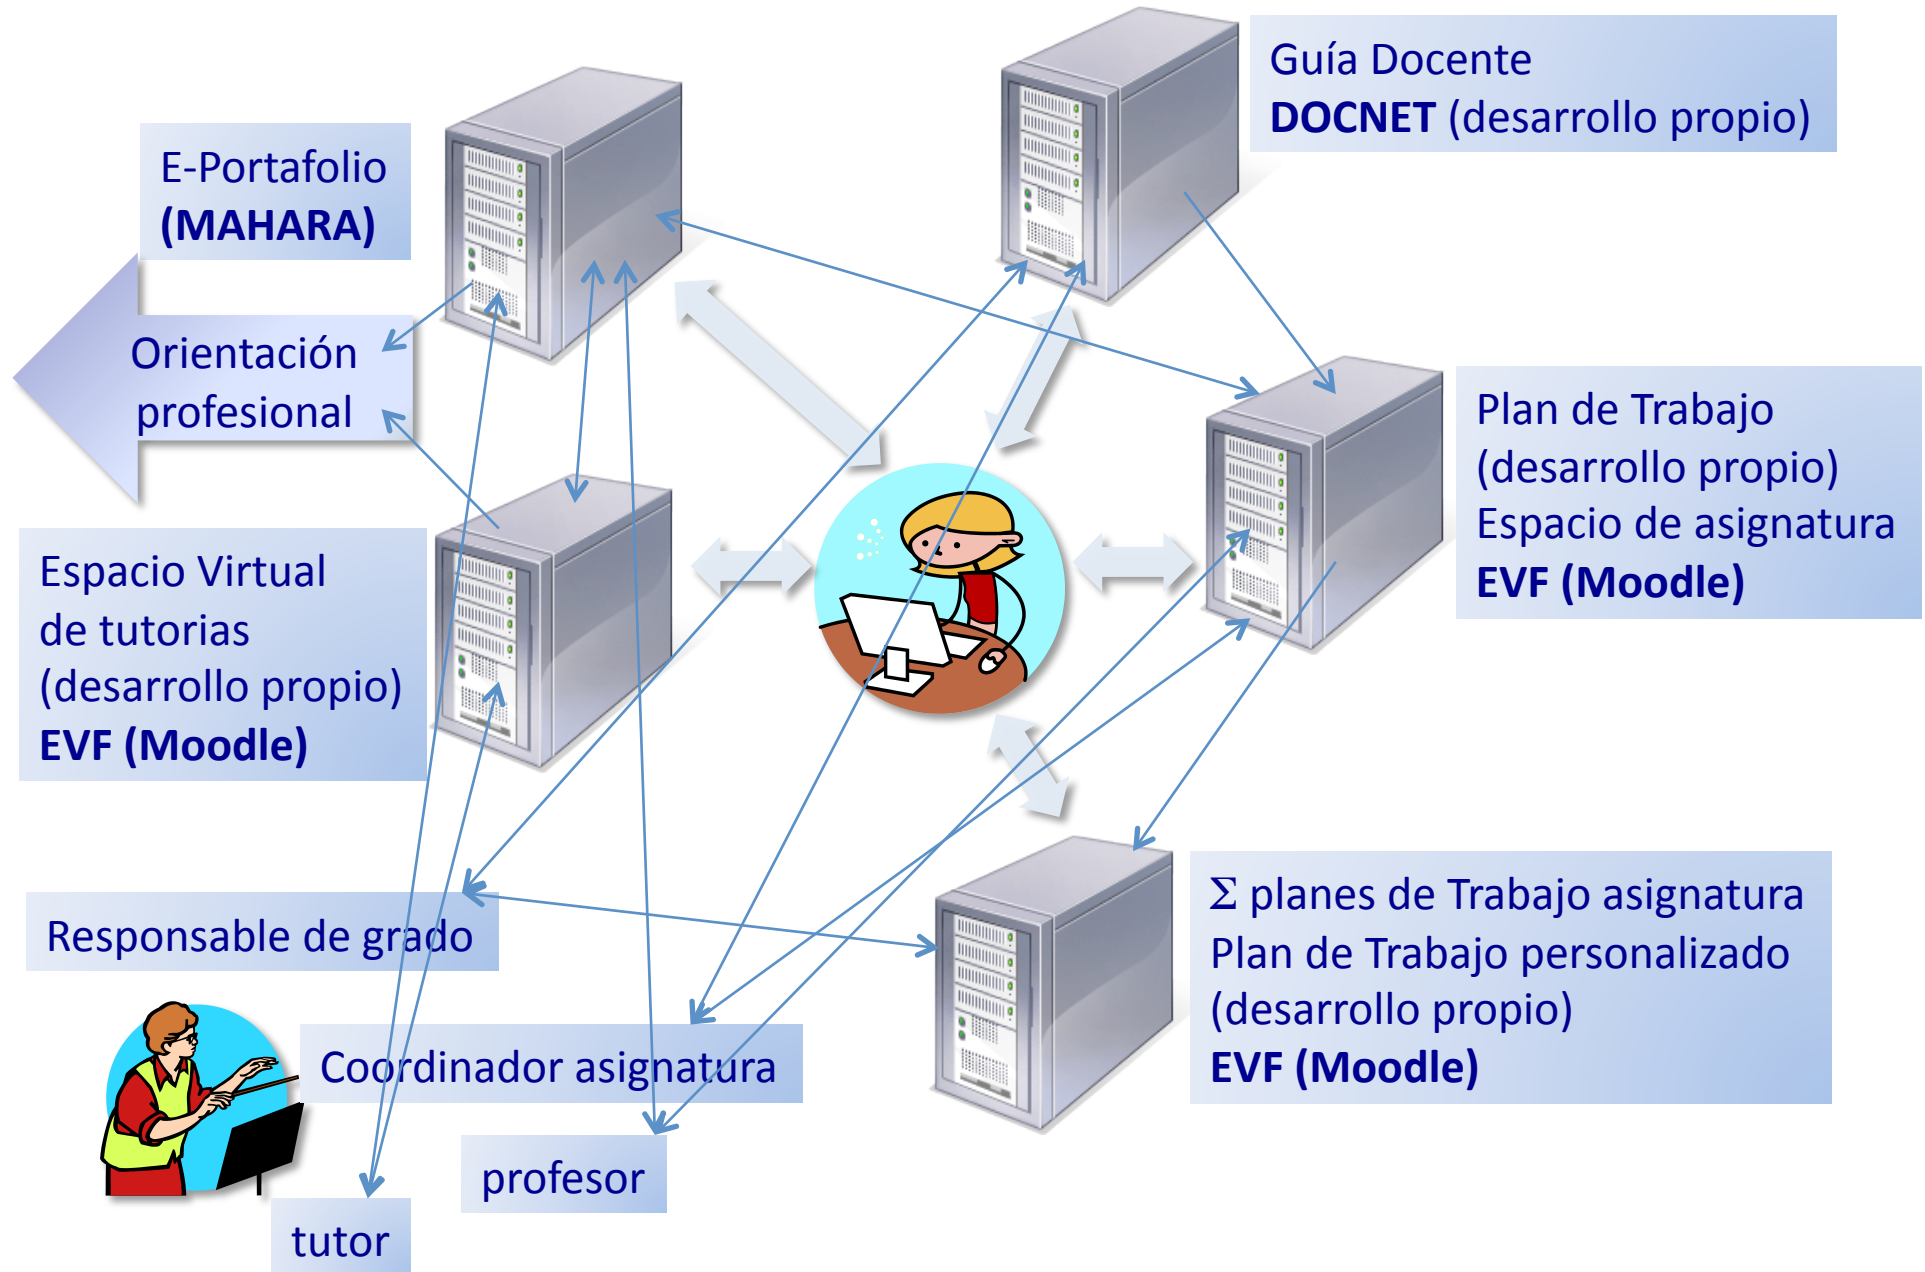 Guía Docente
DOCNET (desarrollo propio)
E-Portafolio
(MAHARA)
Orientación
profesional
Plan de Trabajo
(desarrollo propio)
Espacio de asignatura
EVF (Moodle)
Espacio Virtual
de tutorias
(desarrollo propio)
EVF (Moodle)
Responsable de grado
Σ planes de Trabajo asignatura
Plan de Trabajo personalizado
(desarrollo propio)
EVF (Moodle)
Coordinador asignatura
profesor
tutor